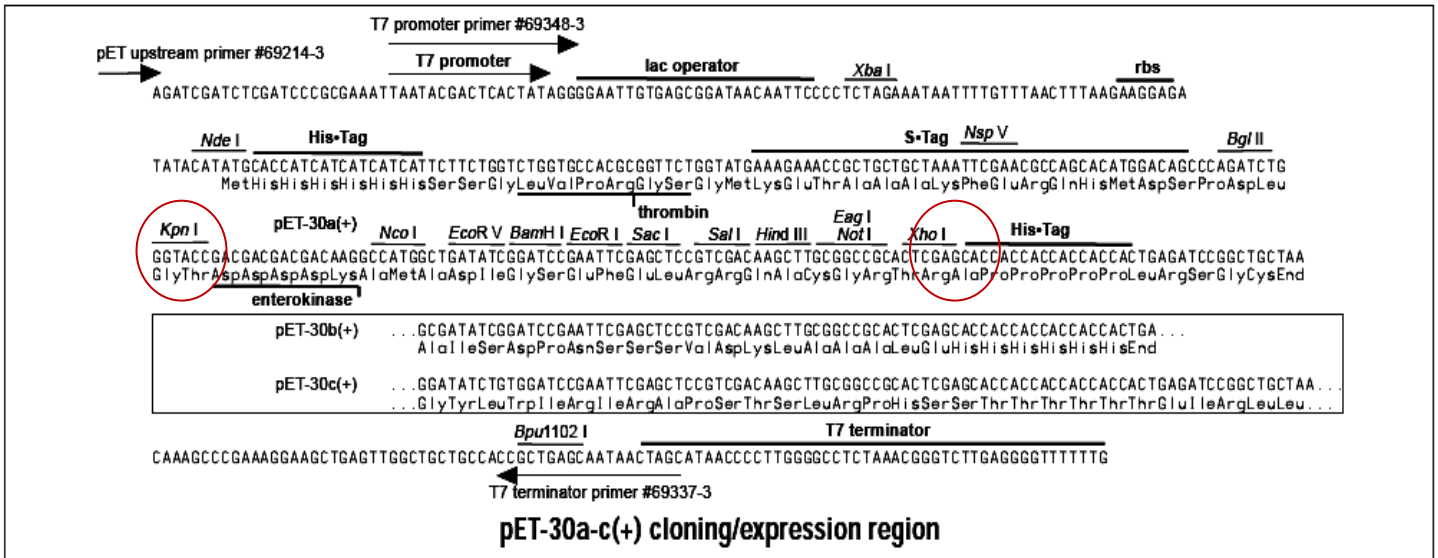 T7 promoter primer #69348-3
pET upstream primer #69214-3
T7 promoter
lac operator
Xba I
rbs
AGATCGATCTCGATCCCGCGAAATTAATACGACTCACTATAGGGGAATTGTGAGCGGATAACAATTCCCCTCTAGAAATAATTTTGTTTAACTTTAAGAAGGAGA
Nde I
His•Tag
S•Tag
Nsp V
Bgl II
TATACATATGCACCATCATCATCATCATTCTTCTGGTCTGGTGCCACGCGGTTCTGGTATGAAAGAAACCGCTGCTGCTAAATTCGAACGCCAGCACATGGACAGCCCAGATCTG
MetHisHisHisHisHisHisSerSerGlyLeuValProArgGlySerGlyMetLysGluThrAlaAlaAlaLysPheGluArgGlnHisMetAspSerProAspLeu
thrombin
Kpn I
pET-30a(+)
Nco I
EcoR V
BamH I
EcoR I
Sac I
Sal I
Hind III
Eag I
Not I
Xho I
His•Tag
GGTACCGACGACGACGACAAGGCCATGGCTGATATCGGATCCGAATTCGAGCTCCGTCGACAAGCTTGCGGCCGCACTCGAGCACCACCACCACCACCACTGAGATCCGGCTGCTAA
GlyThrAspAspAspAspLysAlaMetAlaAspIleGlySerGluPheGluLeuArgArgGlnAlaCysGlyArgThrArgAlaProProProProProProLeuArgSerGlyCysEnd
enterokinase
pET-30b(+) ...GCGATATCGGATCCGAATTCGAGCTCCGTCGACAAGCTTGCGGCCGCACTCGAGCACCACCACCACCACCACTGA...
AlaIleSerAspProAsnSerSerSerValAspLysLeuAlaAlaAlaLeuGluHisHisHisHisHisHisEnd
pET-30c(+) ...GGATATCTGTGGATCCGAATTCGAGCTCCGTCGACAAGCTTGCGGCCGCACTCGAGCACCACCACCACCACCACTGAGATCCGGCTGCTAA...
...GlyTyrLeuTrpIleArgIleArgAlaProSerThrSerLeuArgProHisSerSerThrThrThrThrThrThrGluIleArgLeuLeu...
Bpu1102 I
T7 terminator
CAAAGCCCGAAAGGAAGCTGAGTTGGCTGCTGCCACCGCTGAGCAATAACTAGCATAACCCCTTGGGGCCTCTAAACGGGTCTTGAGGGGTTTTTTG
T7 terminator primer #69337-3
pET-30a-c(+) cloning/expression region